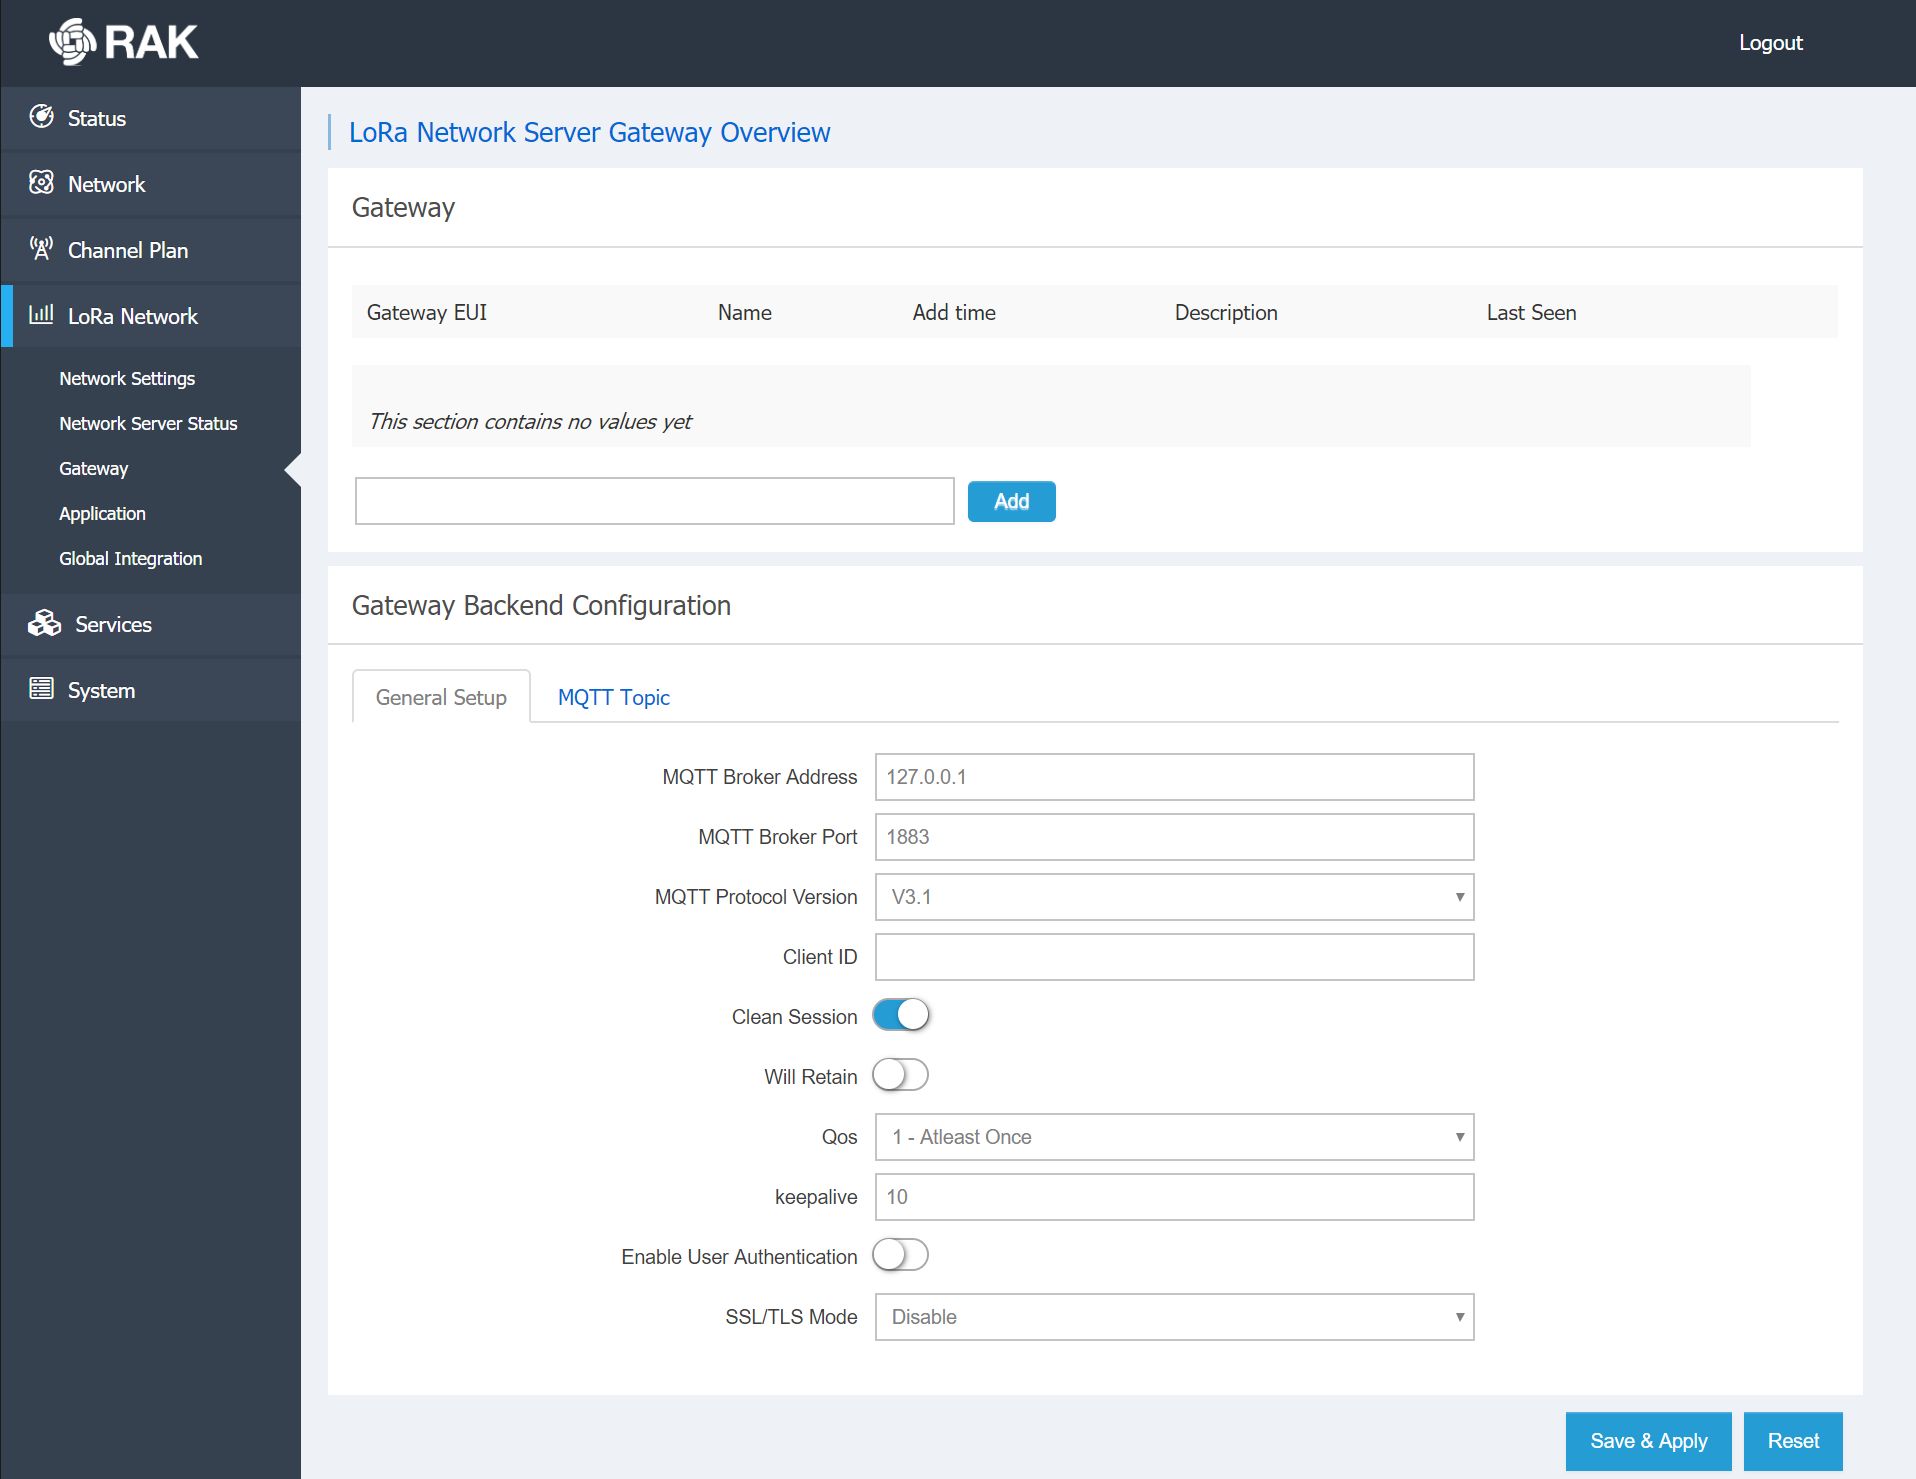 RAK
Logout
Status
Network
Channel Plan
LoRa Network
Network Settings
Network Server Status
Gateway
Application
Global Integration
Services
System
LoRa Network Server Gateway Overview
Gateway
Gateway EUI Name Add time Description Last Seen
This section contains no values yet
Add
Gateway Backend Configuration
General Setup MQTT Topic
MQTT Broker Address 127.0.0.1
MQTT Broker Port 1883
MQTT Protocol Version V3.1
Client ID
Clean Session
Will Retain
Qos 1 - Atleast Once
keepalive 10
Enable User Authentication
SSL/TLS Mode Disable
Save & Apply Reset